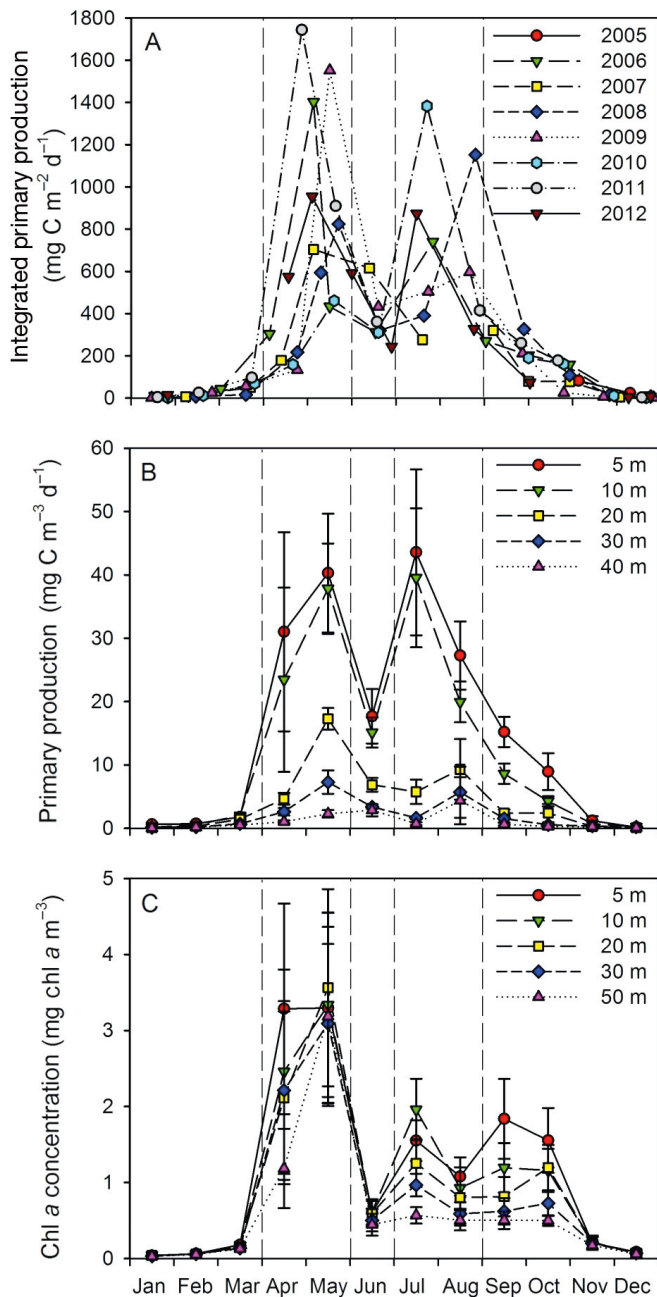 Integrated primary production
(mg C m⁻² d⁻¹)
1800
1600
1400
1200
1000
800
600
400
200
0
A
2005
2006
2007
2008
2009
2010
2011
2012
Primary production (mg C m⁻³ d⁻¹)
60
50
40
30
20
10
0
B
5 m
10 m
20 m
30 m
40 m
Chl a concentration (mg chl a m⁻³)
5
4
3
2
1
0
C
5 m
10 m
20 m
30 m
50 m
Jan Feb Mar Apr May Jun Jul Aug Sep Oct Nov Dec